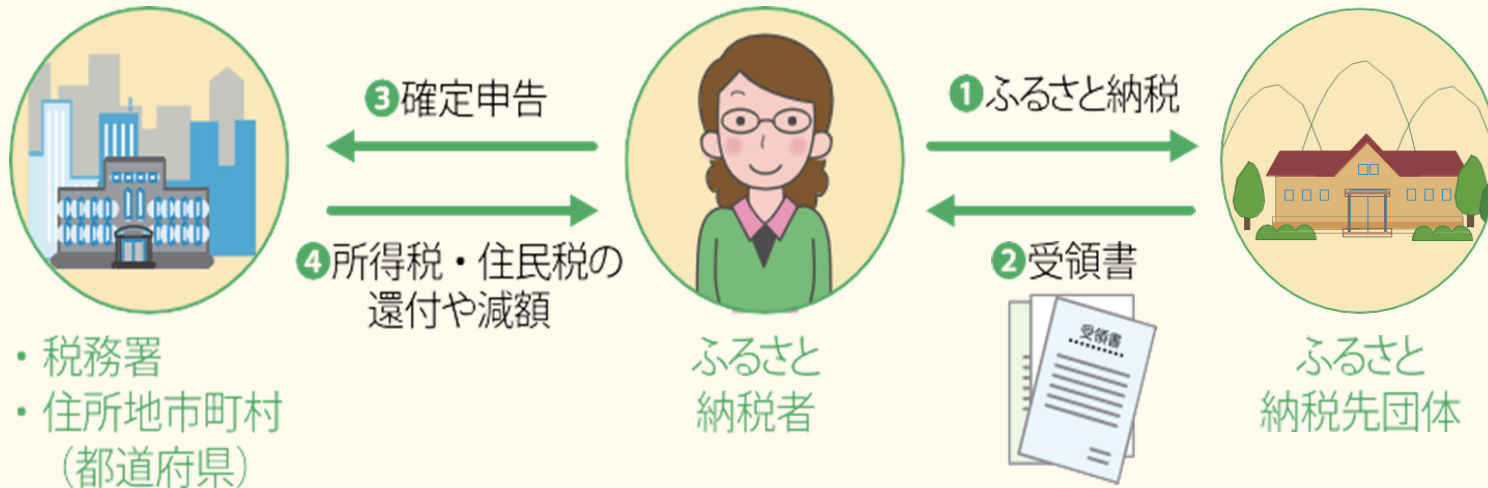 ❸確定申告
❹所得税・住民税の
還付や減額
・税務署
・住所地市町村
（都道府県）
ふるさと
納税者
❶ふるさと納税
❷受領書
受領書
ふるさと
納税先団体